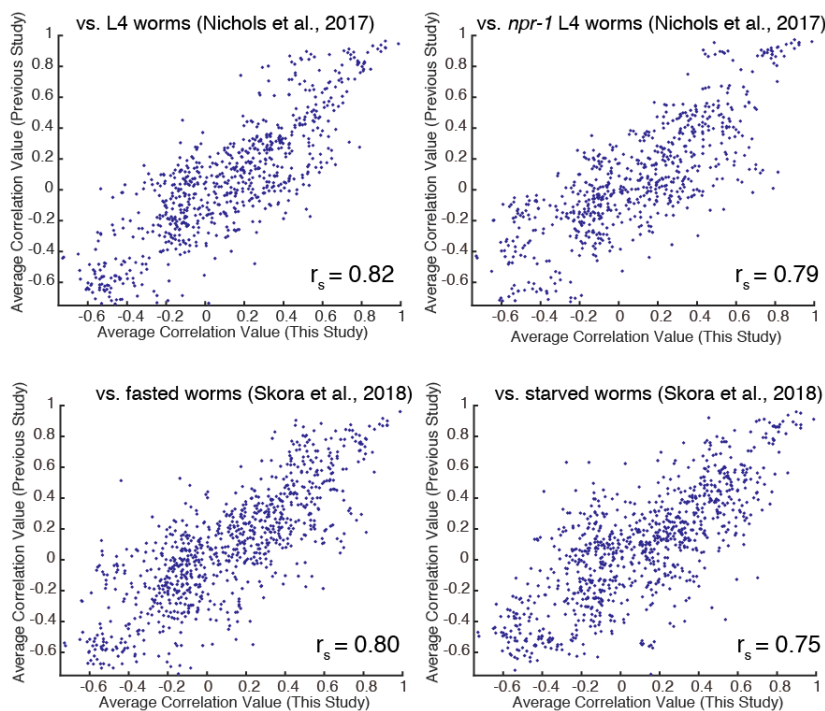 vs. L4 worms (Nichols et al., 2017)
Average Correlation Value (Previous Study)
1
0.8
0.6
0.4
0.2
0
-0.2
-0.4
-0.6
r_s = 0.82
-0.6 -0.4 -0.2 0 0.2 0.4 0.6 0.8 1
Average Correlation Value (This Study)
vs. npr-1 L4 worms (Nichols et al., 2017)
Average Correlation Value (Previous Study)
1
0.8
0.6
0.4
0.2
0
-0.2
-0.4
-0.6
r_s = 0.79
-0.6 -0.4 -0.2 0 0.2 0.4 0.6 0.8 1
Average Correlation Value (This Study)
vs. fasted worms (Skora et al., 2018)
Average Correlation Value (Previous Study)
1
0.8
0.6
0.4
0.2
0
-0.2
-0.4
-0.6
r_s = 0.80
-0.6 -0.4 -0.2 0 0.2 0.4 0.6 0.8 1
Average Correlation Value (This Study)
vs. starved worms (Skora et al., 2018)
Average Correlation Value (Previous Study)
1
0.8
0.6
0.4
0.2
0
-0.2
-0.4
-0.6
r_s = 0.75
-0.6 -0.4 -0.2 0 0.2 0.4 0.6 0.8 1
Average Correlation Value (This Study)